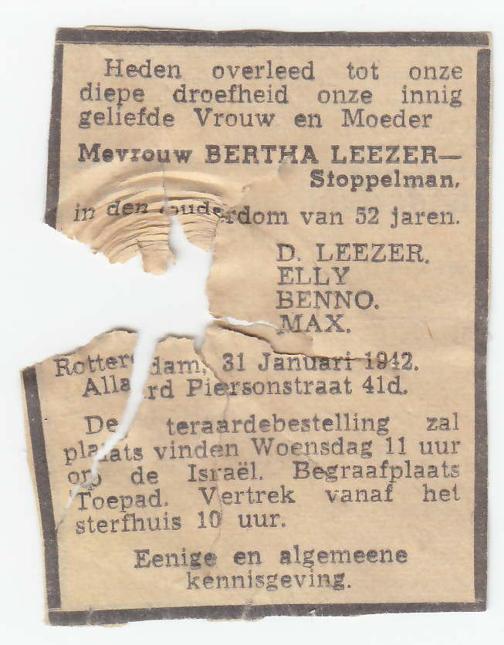 Heden overleed tot onze
diepe droefheid onze innig
geliefde Vrouw en Moeder
Mevrouw BERTHA LEEZER—
Stoppelman,
in den ouderdom van 52 jaren.
D. LEEZER.
ELLY
BENNO.
MAX.
Rotterdam, 31 Januari 1942.
Allard Piersonstraat 41d.
De teraardebestelling zal
plaats vinden Woensdag 11 uur
op de Israël. Begraafplaats
Toepad. Vertrek vanaf het
sterfhuis 10 uur.
Eenige en algemeene
kennisgeving.